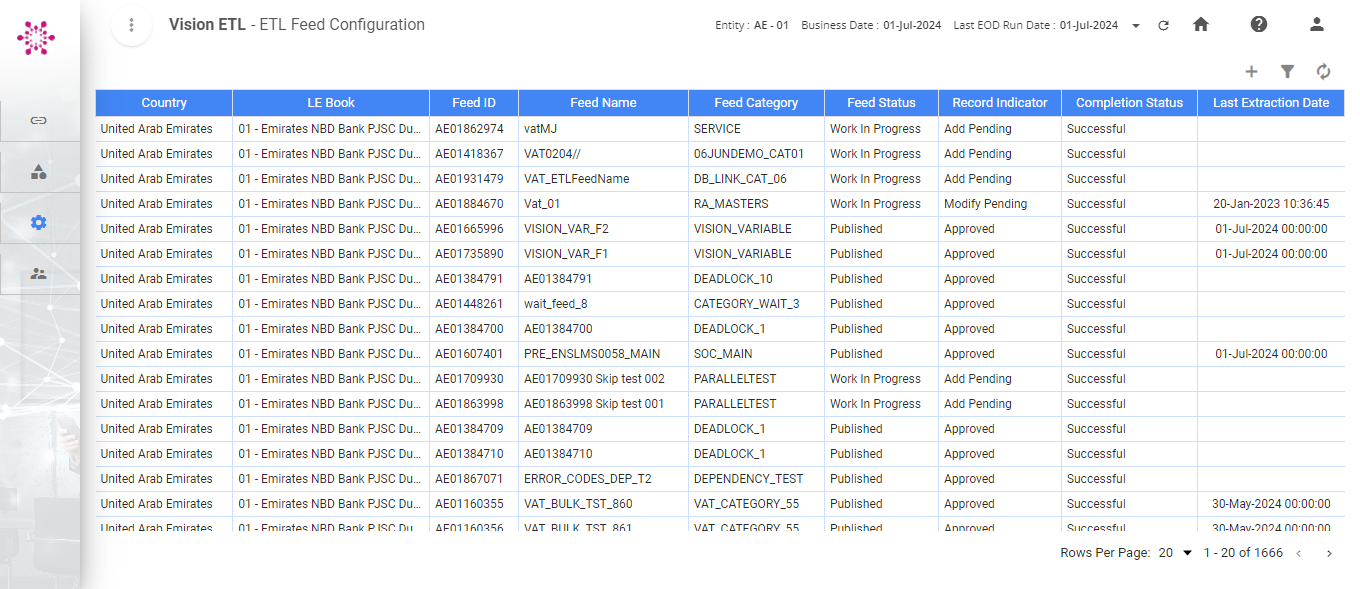 Vision ETL - ETL Feed Configuration Entity : AE - 01 Business Date : 01-Jul-2024 Last EOD Run Date : 01-Jul-2024
Country LE Book Feed ID Feed Name Feed Category Feed Status Record Indicator Completion Status Last Extraction Date
United Arab Emirates 01 - Emirates NBD Bank PJSC Du... AE01862974 vatMJ SERVICE Work In Progress Add Pending Successful
United Arab Emirates 01 - Emirates NBD Bank PJSC Du... AE01418367 VAT0204// 06JUNDEMO_CAT01 Work In Progress Add Pending Successful
United Arab Emirates 01 - Emirates NBD Bank PJSC Du... AE01931479 VAT_ETLFeedName DB_LINK_CAT_06 Work In Progress Add Pending Successful
United Arab Emirates 01 - Emirates NBD Bank PJSC Du... AE01884670 Vat_01 RA_MASTERS Work In Progress Modify Pending Successful 20-Jan-2023 10:36:45
United Arab Emirates 01 - Emirates NBD Bank PJSC Du... AE01665996 VISION_VAR_F2 VISION_VARIABLE Published Approved Successful 01-Jul-2024 00:00:00
United Arab Emirates 01 - Emirates NBD Bank PJSC Du... AE01735890 VISION_VAR_F1 VISION_VARIABLE Published Approved Successful 01-Jul-2024 00:00:00
United Arab Emirates 01 - Emirates NBD Bank PJSC Du... AE01384791 AE01384791 DEADLOCK_10 Published Approved Successful
United Arab Emirates 01 - Emirates NBD Bank PJSC Du... AE01448261 wait_feed_8 CATEGORY_WAIT_3 Published Approved Successful
United Arab Emirates 01 - Emirates NBD Bank PJSC Du... AE01384700 AE01384700 DEADLOCK_1 Published Approved Successful
United Arab Emirates 01 - Emirates NBD Bank PJSC Du... AE01607401 PRE_ENSLMS0058_MAIN SOC_MAIN Published Approved Successful 01-Jul-2024 00:00:00
United Arab Emirates 01 - Emirates NBD Bank PJSC Du... AE01709930 AE01709930 Skip test 002 PARALLELTEST Work In Progress Add Pending Successful
United Arab Emirates 01 - Emirates NBD Bank PJSC Du... AE01863998 AE01863998 Skip test 001 PARALLELTEST Work In Progress Add Pending Successful
United Arab Emirates 01 - Emirates NBD Bank PJSC Du... AE01384709 AE01384709 DEADLOCK_1 Published Approved Successful
United Arab Emirates 01 - Emirates NBD Bank PJSC Du... AE01384710 AE01384710 DEADLOCK_1 Published Approved Successful
United Arab Emirates 01 - Emirates NBD Bank PJSC Du... AE01867071 ERROR_CODES_DEP_T2 DEPENDENCY_TEST Published Approved Successful
United Arab Emirates 01 - Emirates NBD Bank PJSC Du... AE01160355 VAT_BULK_TST_860 VAT_CATEGORY_55 Published Approved Successful 30-May-2024 00:00:00
United Arab Emirates 01 - Emirates NBD Bank PJSC Du... AE01160356 VAT_BULK_TST_861 VAT_CATEGORY_55 Published Approved Successful 30-May-2024 00:00:00
Rows Per Page: 20 1 - 20 of 1666